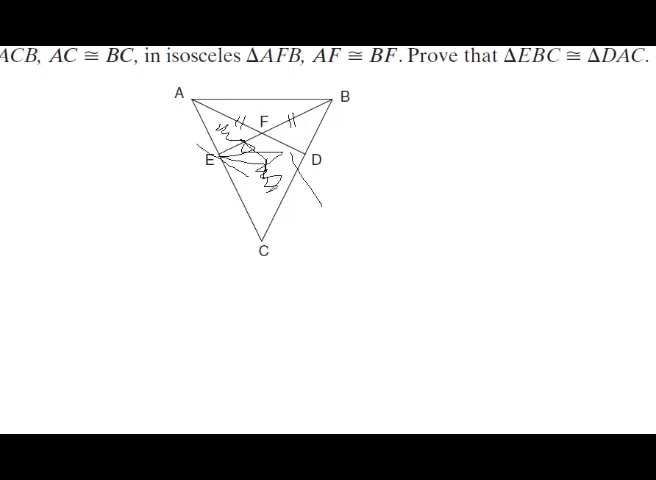 ACB, AC ≅ BC, in isosceles ΔAFB, AF ≅ BF. Prove that ΔEBC ≅ ΔDAC.
A
B
F
E
D
C